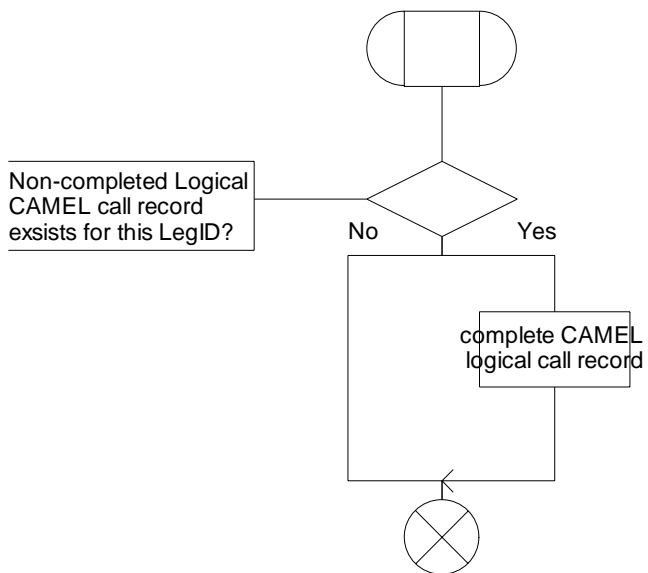 Non-completed Logical
CAMEL call record
exsists for this LegID?
No
Yes
complete CAMEL
logical call record